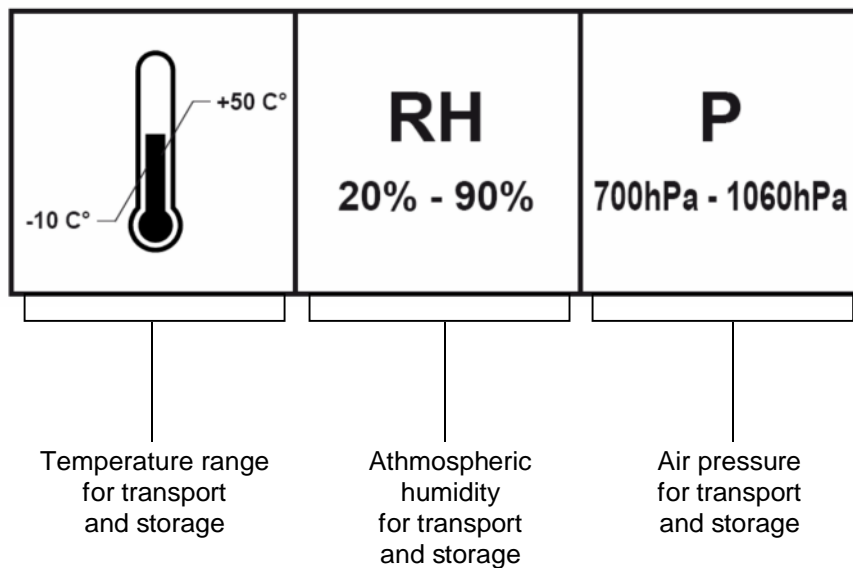 +50 C°
-10 C°
RH
20% - 90%
P
700hPa - 1060hPa
Temperature range
for transport
and storage
Athmospheric
humidity
for transport
and storage
Air pressure
for transport
and storage